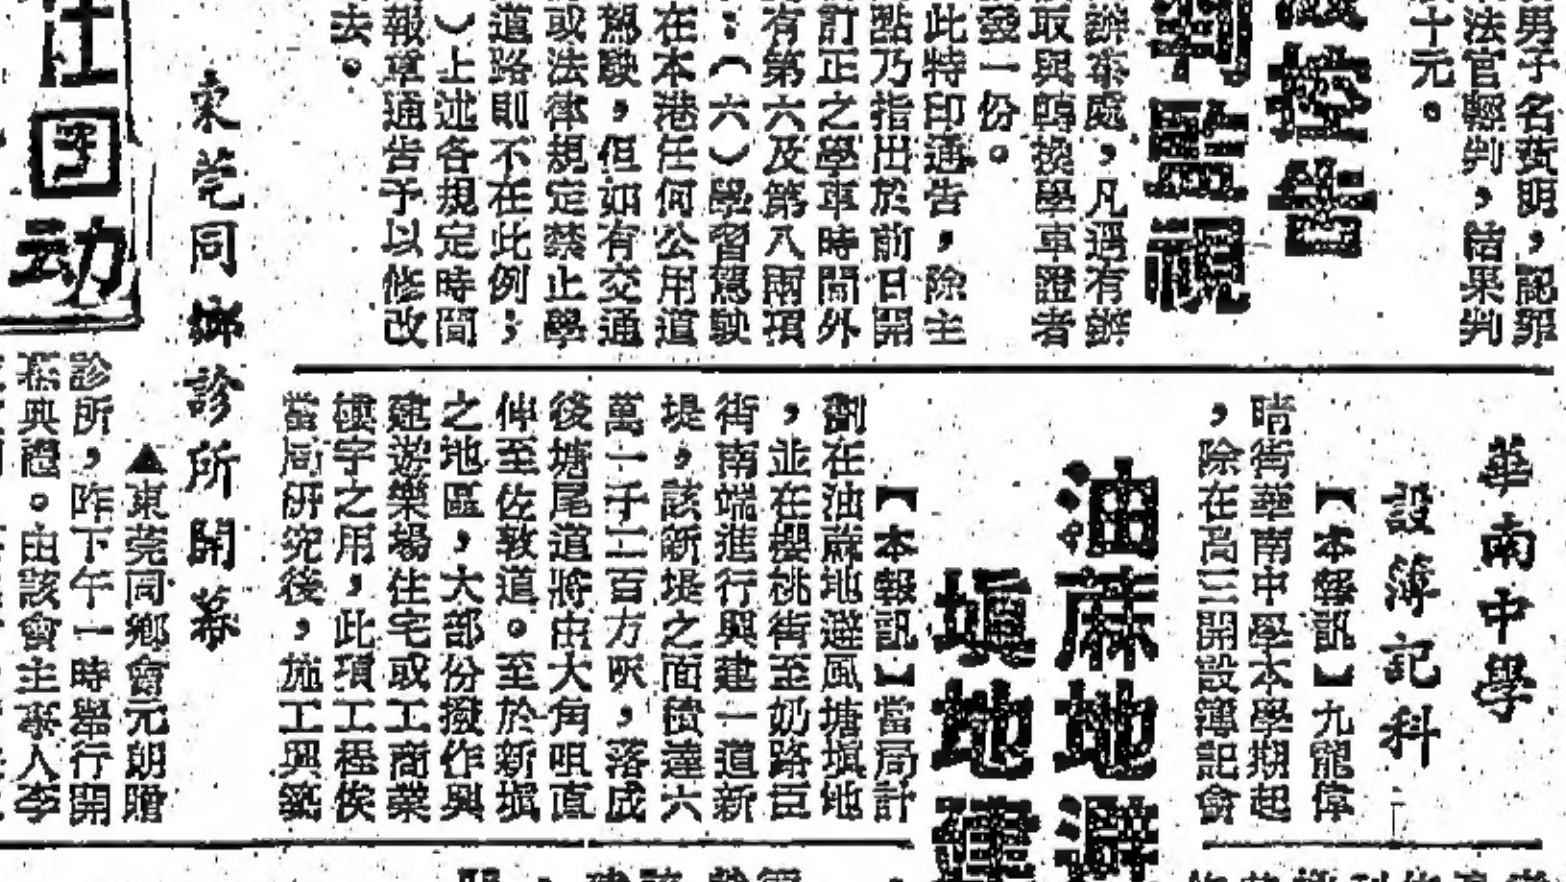 男子名黃明，認罪
法官輕判，結果判
十元。
控告
監視
辦事處，凡遇有辦
取與轉換學車證者
發一份。
此特印通告，除主
點乃指出於前日開
訂正之學車時間外
有第六及第八兩項
：（六）學習駕駛
在本港任何公用道
駕駛，但如有交通
或法律規定禁止學
道路則不在此例；
）上述各規定時間
報章通告予以修改
去。
華南中學
設簿記科
【本報訊】九龍偉
晴街華南中學本學期起
，除在高三開設簿記會
油蔴地避
塡地建
【本報訊】當局計
劃在油蔴地避風塘塡地
，並在櫻桃街至奶路臣
街南端進行興建一道新
堤，該新堤之面積達六
萬一千二百方呎，落成
後塘尾道將由大角咀直
伸至佐敦道。至於新塡
之地區，大部份撥作興
建遊樂場住宅或工商業
樓宇之用，此項工程俟
當局研究後，施工興築
東莞同鄉診所開幕
▲東莞同鄉會元朗贈
診所，昨下午一時舉行開
幕典禮。由該會主事人李
社团
动